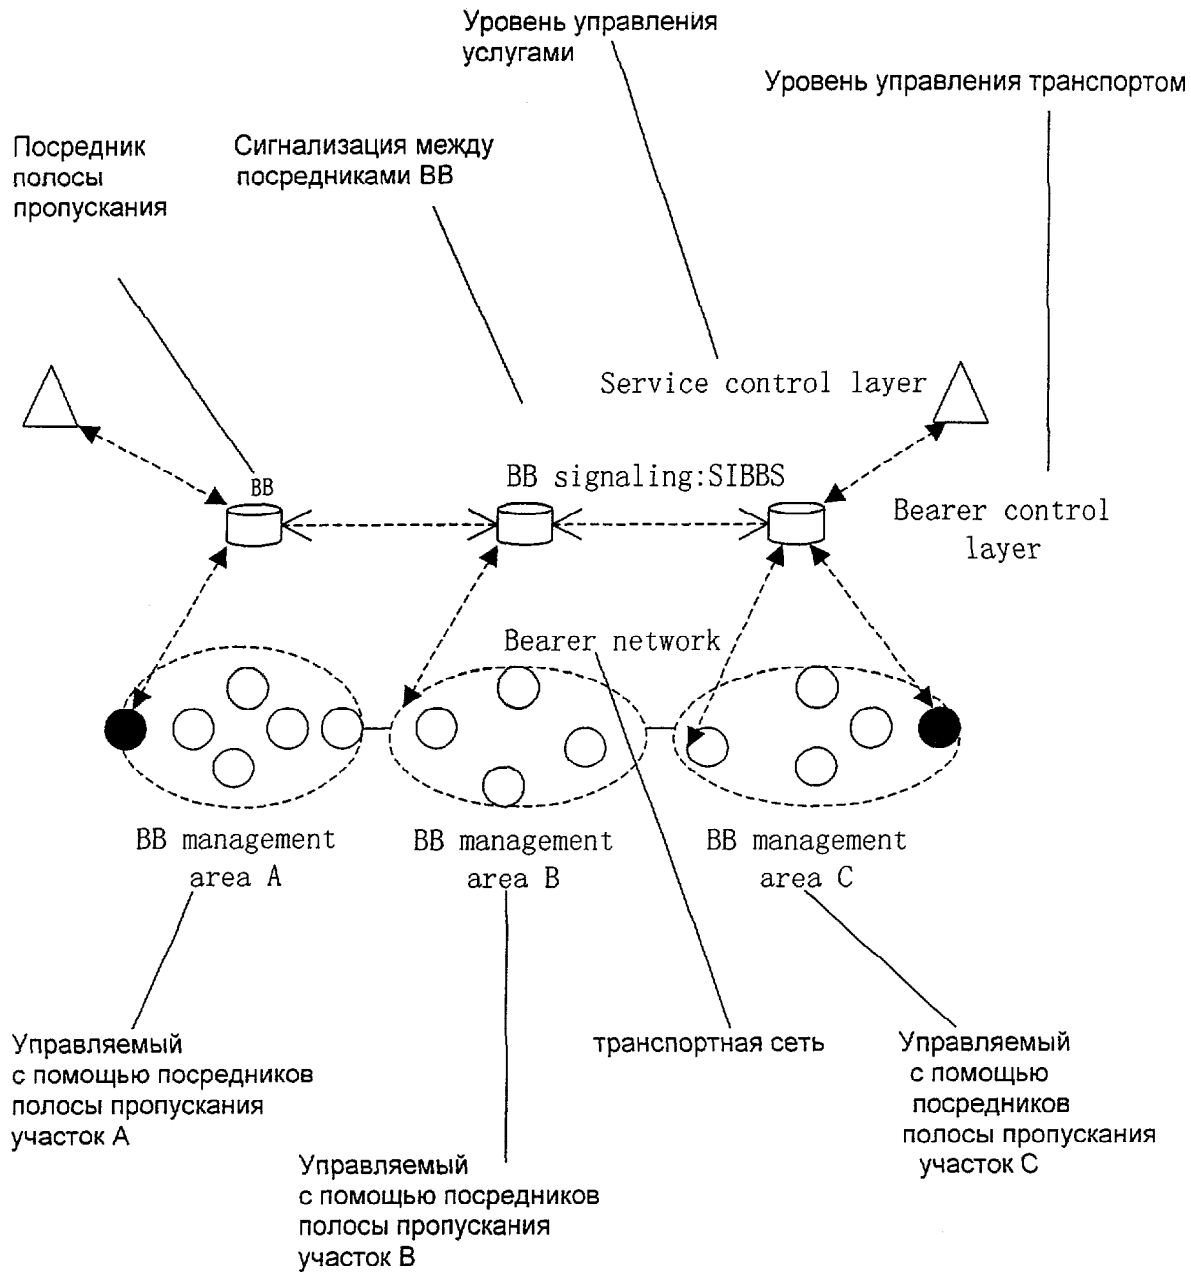 Уровень управления
услугами
Уровень управления транспортом
Посредник
полосы
пропускания
Сигнализация между
посредниками ВВ
Service control layer
BB
BB signaling:SIBBS
Bearer control
layer
Bearer network
BB management
area A
BB management
area B
BB management
area C
Управляемый
с помощью посредников
полосы пропускания
участок А
транспортная сеть
Управляемый
с помощью
посредников
полосы пропускания
участок С
Управляемый
с помощью посредников
полосы пропускания
участок В